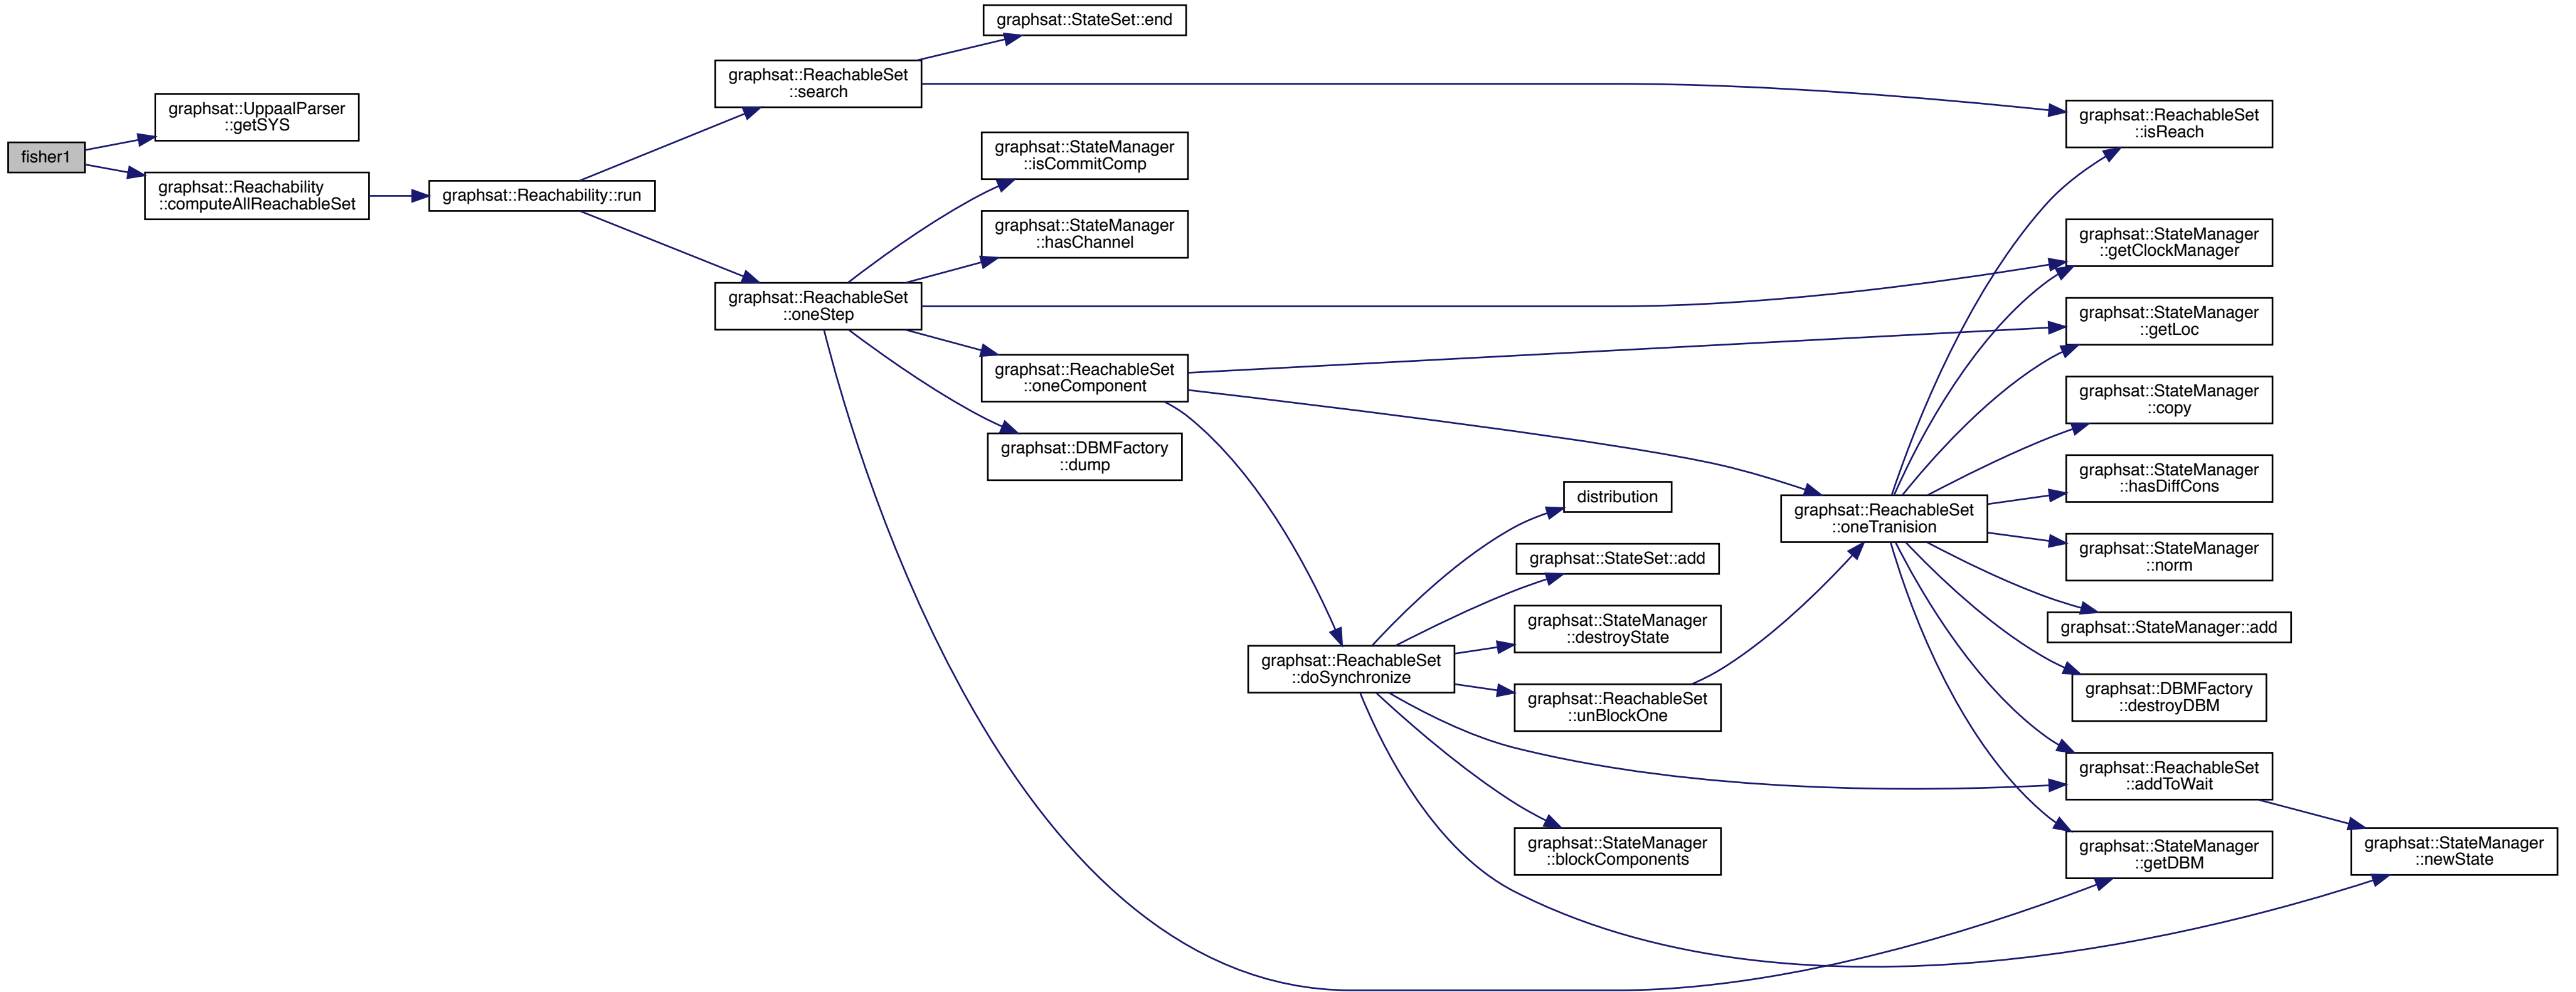 fisher1
graphsat::UppaalParser
::getSYS
graphsat::Reachability
::computeAllReachableSet
graphsat::Reachability::run
graphsat::ReachableSet
::search
graphsat::ReachableSet
::oneStep
graphsat::StateSet::end
graphsat::StateManager
::isCommitComp
graphsat::StateManager
::hasChannel
graphsat::ReachableSet
::oneComponent
graphsat::DBMFactory
::dump
graphsat::ReachableSet
::doSynchronize
distribution
graphsat::StateSet::add
graphsat::StateManager
::destroyState
graphsat::ReachableSet
::unBlockOne
graphsat::StateManager
::blockComponents
graphsat::ReachableSet
::oneTranision
graphsat::ReachableSet
::isReach
graphsat::StateManager
::getClockManager
graphsat::StateManager
::getLoc
graphsat::StateManager
::copy
graphsat::StateManager
::hasDiffCons
graphsat::StateManager
::norm
graphsat::StateManager::add
graphsat::DBMFactory
::destroyDBM
graphsat::ReachableSet
::addToWait
graphsat::StateManager
::getDBM
graphsat::StateManager
::newState